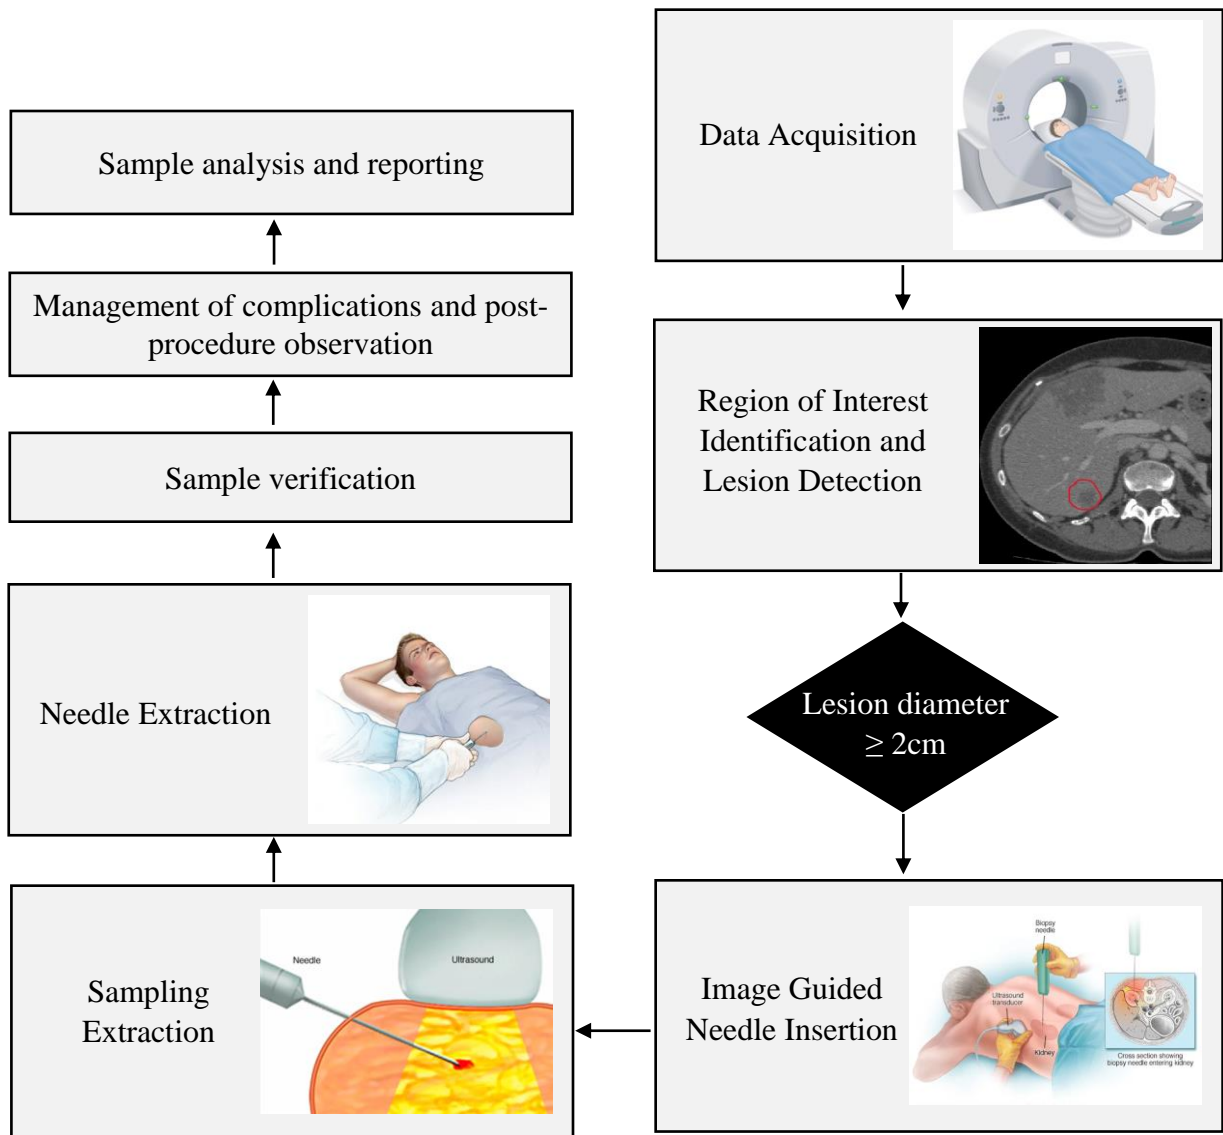 Data Acquisition
Region of Interest
Identification and
Lesion Detection
Lesion diameter
≥ 2cm
Image Guided
Needle Insertion
Biopsy
needle
Ultrasound
transducer
Kidney
Cross section showing
biopsy needle entering kidney
Sampling
Extraction
Needle
Ultrasound
Needle Extraction
Sample verification
Management of complications and post-
procedure observation
Sample analysis and reporting